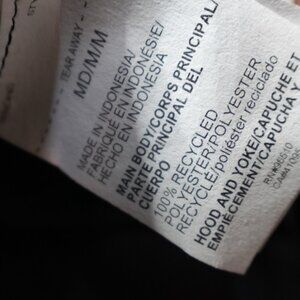 - TEAR AWAY -
MD/M/M
MADE IN INDONESIA/
FABRIQUÉ EN INDONÉSIE/
HECHO EN INDONESIA
MAIN BODY/CORPS PRINCIPAL/
CUERPO PRINCIPAL DEL
100% RECYCLED
POLYESTER/POLYESTER
RECYCLÉ/poliéster reciclado
HOOD AND YOKE/CAPUCHE ET
EMPIÈCEMENT/CAPUCHA Y